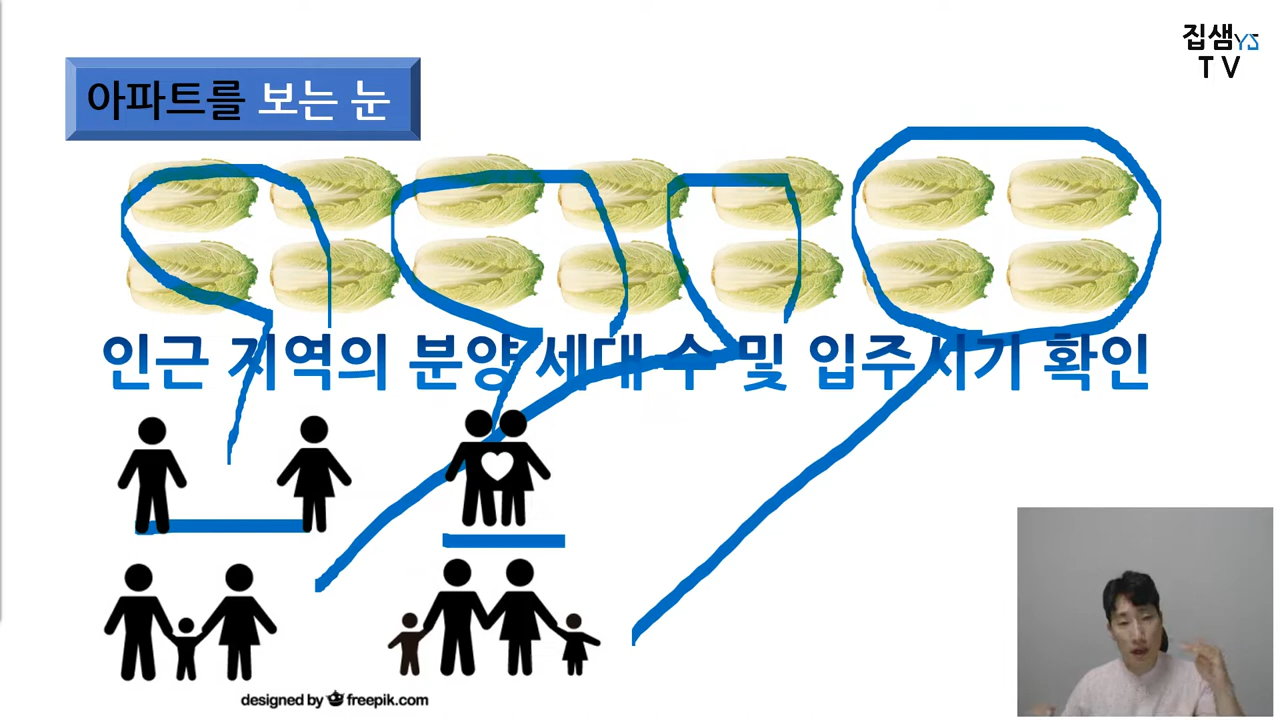 집샘YS
TV
아파트를 보는 눈
인근 지역의 분양 세대 수 및 입주시기 확인
designed by freepik.com